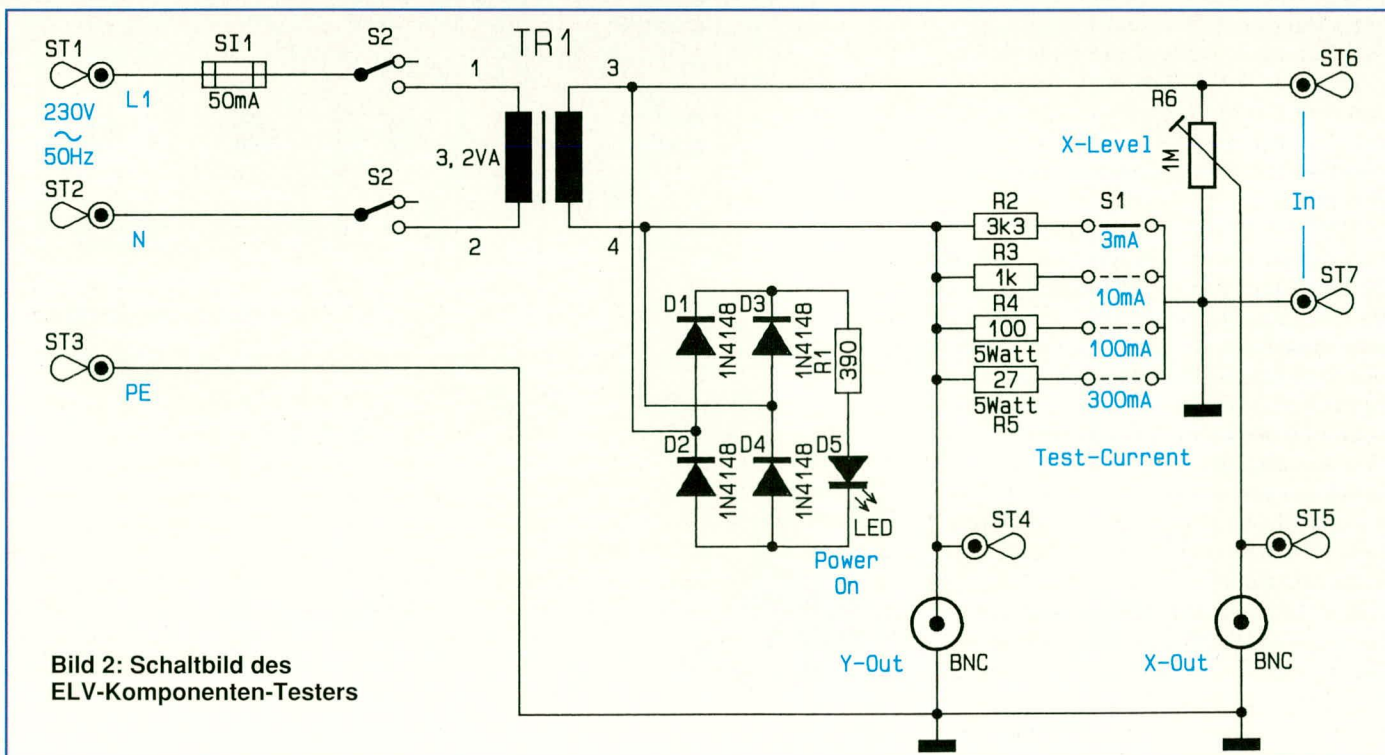 ST1
SI1
S2
TR1
1
3
ST6
L1
50mA
R6
230V
~
50Hz
3,2VA
X-Level
1M
ST2
S2
R2
S1
In
N
2
4
3k3
3mA
R3
1k
10mA
ST7
D1
D3
R4
1N4148
1N4148
R1
390
100
100mA
ST3
5Watt
PE
27
300mA
5Watt
R5
D2
D4
D5
1N4148
1N4148
Test-Current
LED
ST4
ST5
Power
On
Y-Out
BNC
X-Out
BNC
Bild 2: Schaltbild des
ELV-Komponenten-Testers